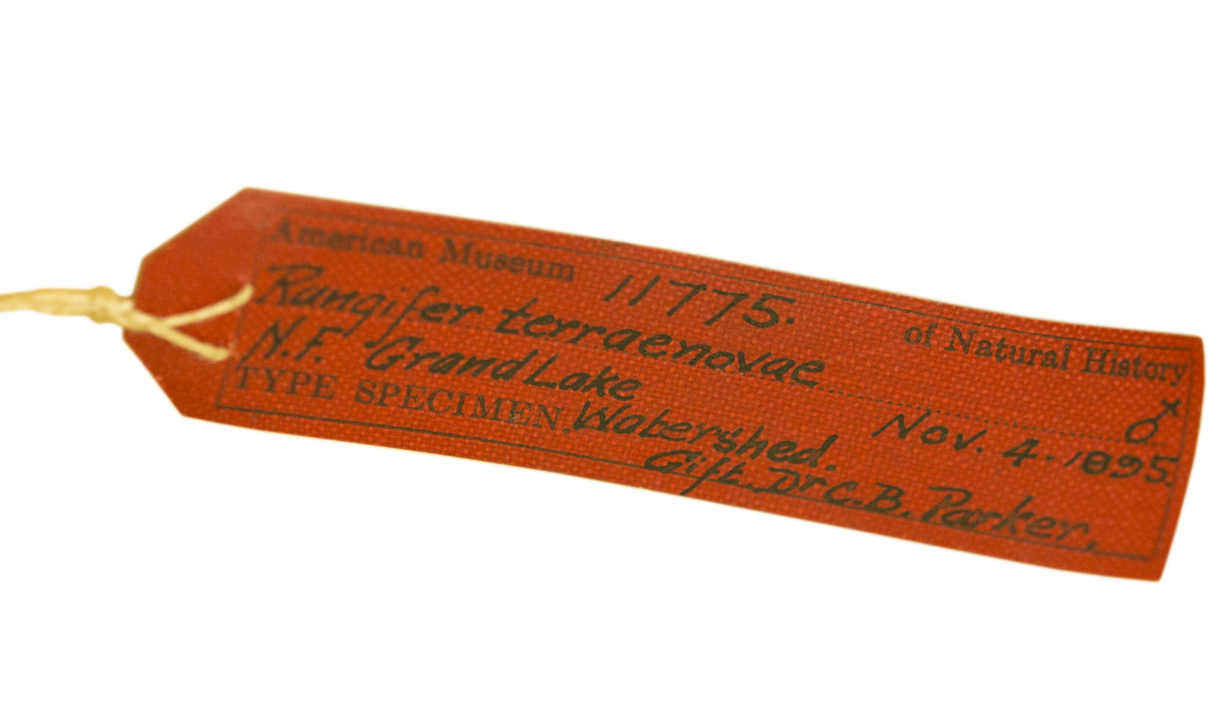 American Museum 11775. of Natural History
Rangifer terraenovae ♂
N.F. Grand Lake Nov. 4. 1895.
TYPE SPECIMEN. Watershed.
Gift. Dr C.B. Parker.